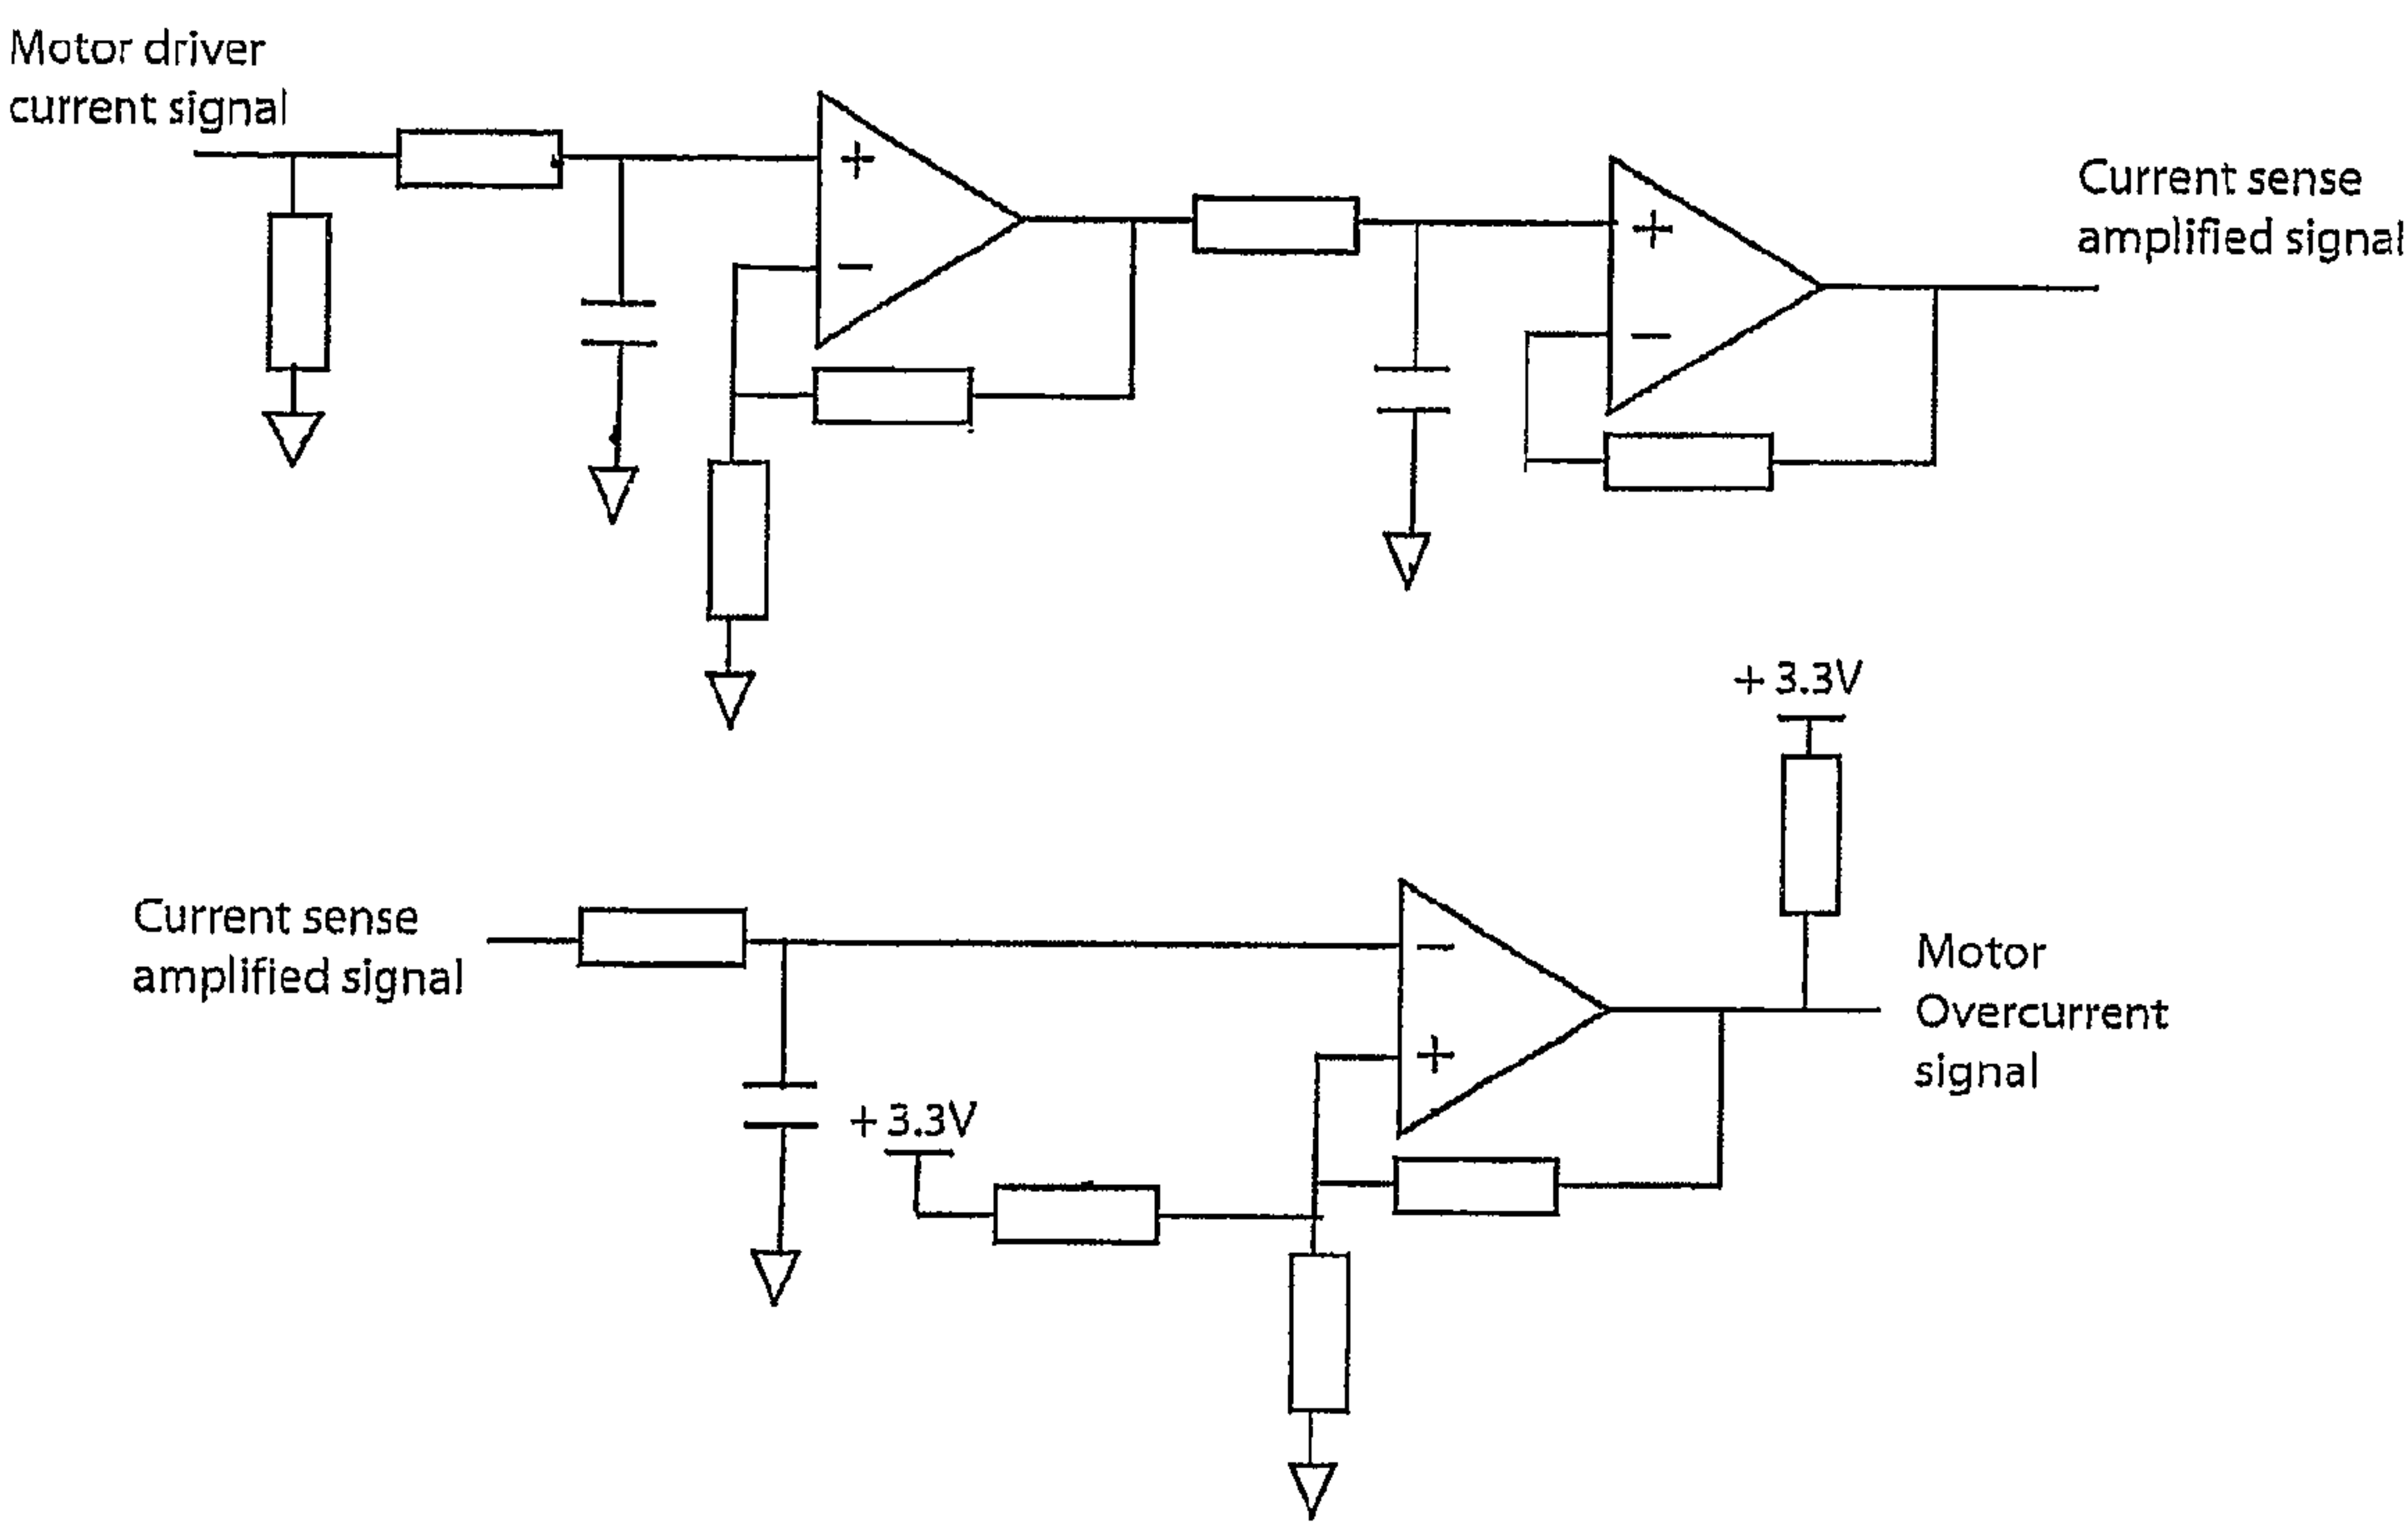 Motor driver
current signal
+
−
+
−
Current sense
amplified signal
+ 3.3V
Current sense
amplified signal
−
+
+ 3.3V
Motor
Overcurrent
signal